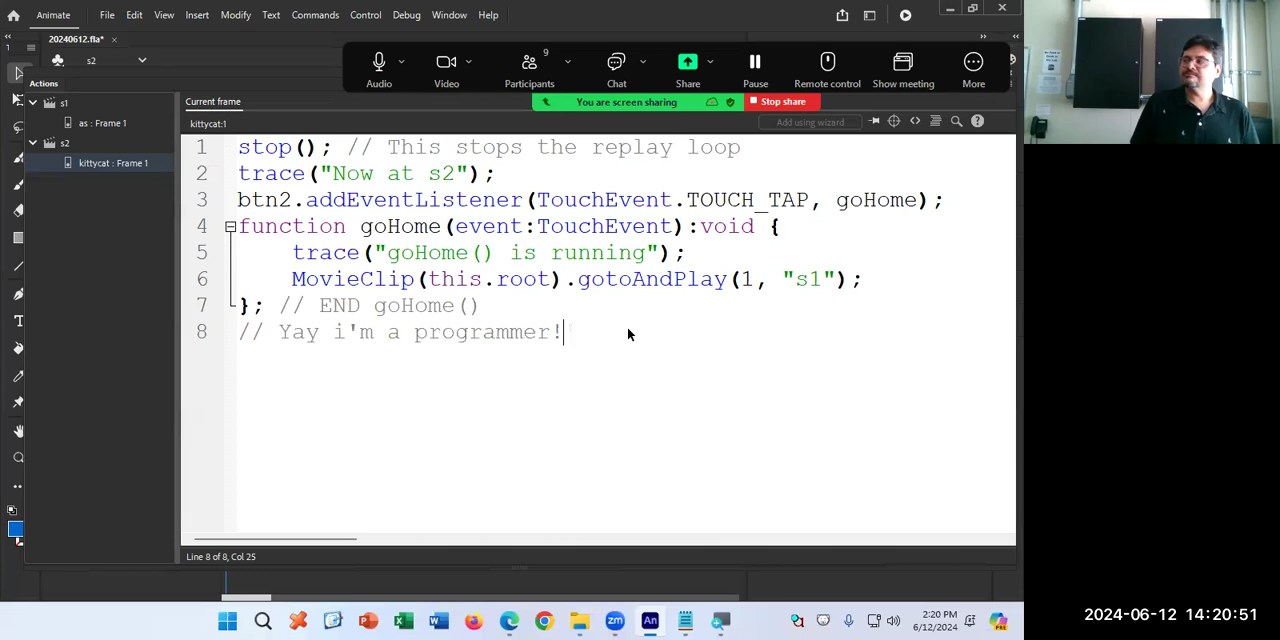 Animate File Edit View Insert Modify Text Commands Control Debug Window Help
20240612.fla* ×
s2
Actions
s1
as : Frame 1
s2
kittycat : Frame 1
Audio Video Participants 9 Chat Share Pause Remote control Show meeting More
You are screen sharing Stop share
Current frame
kittycat:1
Add using wizard
1 stop(); // This stops the replay loop
2 trace("Now at s2");
3 btn2.addEventListener(TouchEvent.TOUCH_TAP, goHome);
4 function goHome(event:TouchEvent):void {
5 trace("goHome() is running");
6 MovieClip(this.root).gotoAndPlay(1, "s1");
7 }; // END goHome()
8 // Yay i'm a programmer!
Line 8 of 8, Col 25
2:20 PM
6/12/2024
2024-06-12 14:20:51